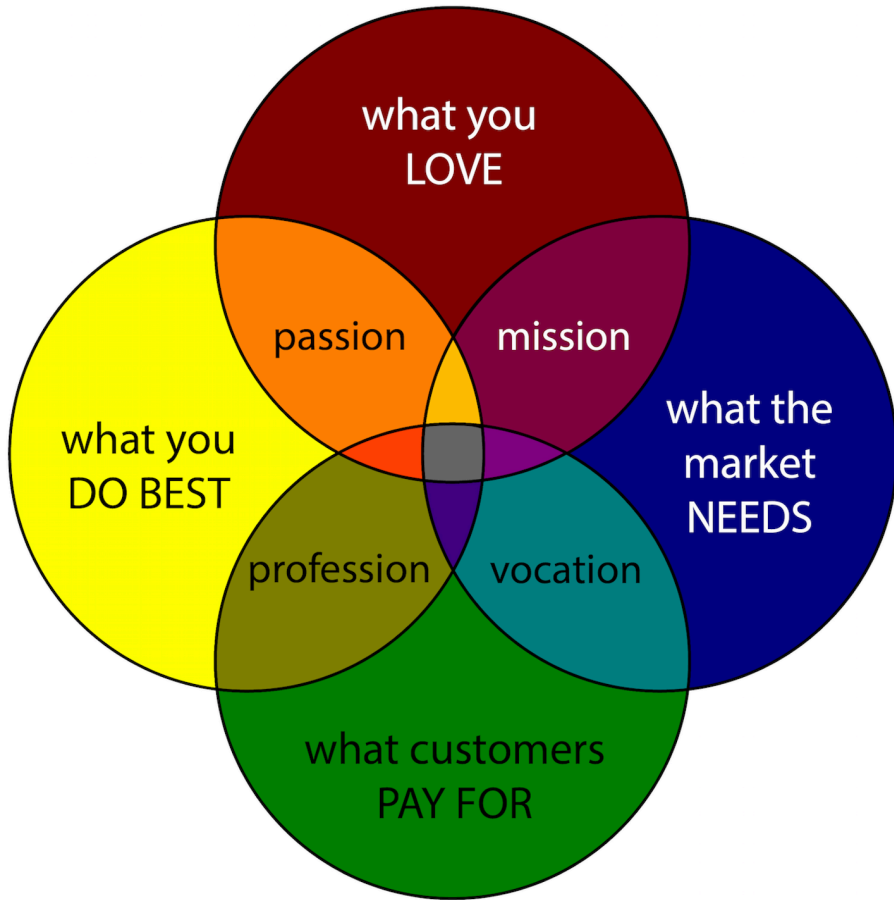 what you
LOVE
passion
mission
what you
DO BEST
what the
market
NEEDS
profession
vocation
what customers
PAY FOR